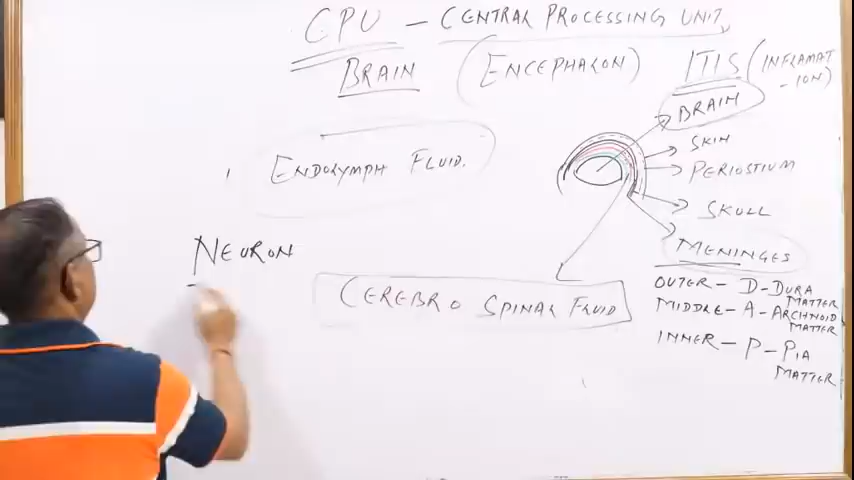 CPU - CENTRAL PROCESSING UNIT
BRAIN (ENCEPHALON)
ITIS (INFLAMAT
-ION)
BRAIN
SKIN
PERIOSTIUM
SKULL
MENINGES
ENDOLYMPH FLUID.
NEURON
CEREBRO SPINAL FLUID
OUTER - D - DURA
MATTER
MIDDLE - A - ARCHNOID
MATTER
INNER - P - PIA
MATTER